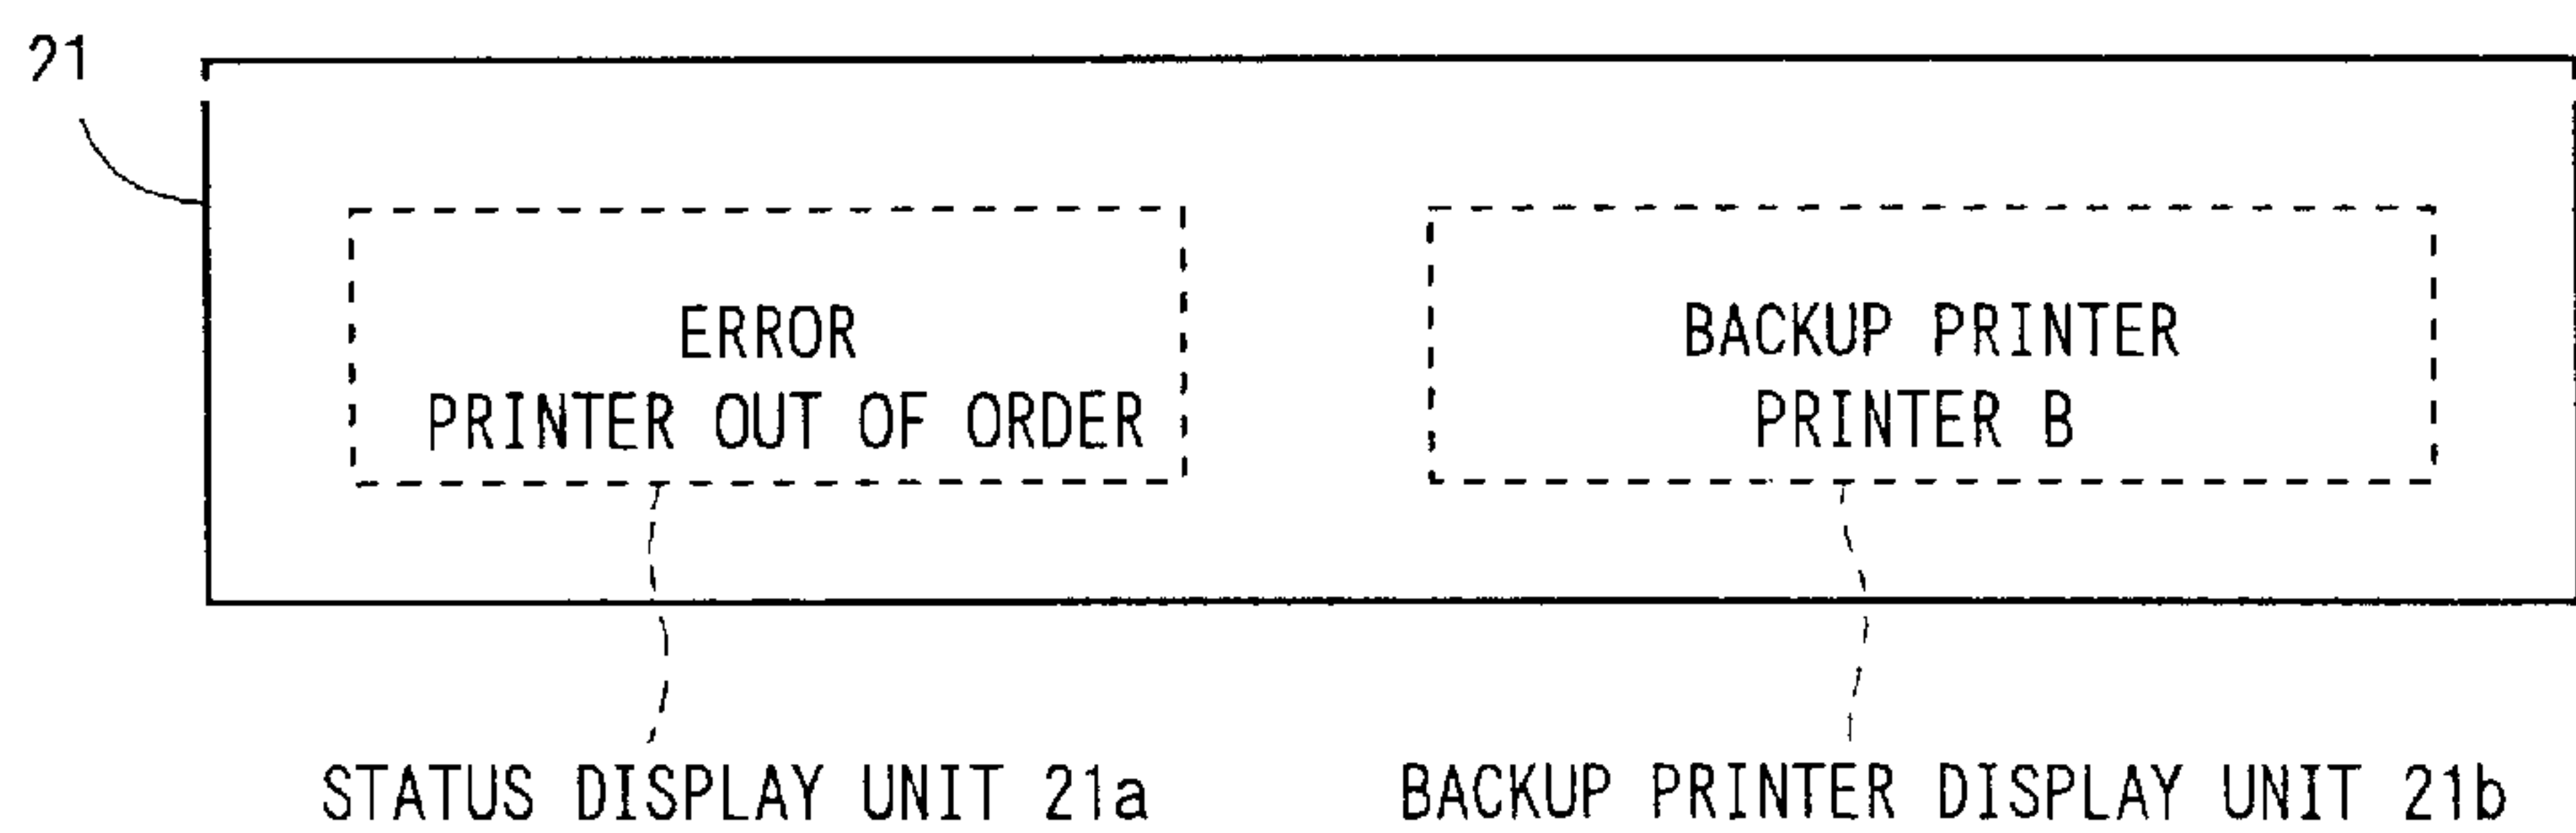 21
ERROR
PRINTER OUT OF ORDER
BACKUP PRINTER
PRINTER B
STATUS DISPLAY UNIT 21a
BACKUP PRINTER DISPLAY UNIT 21b